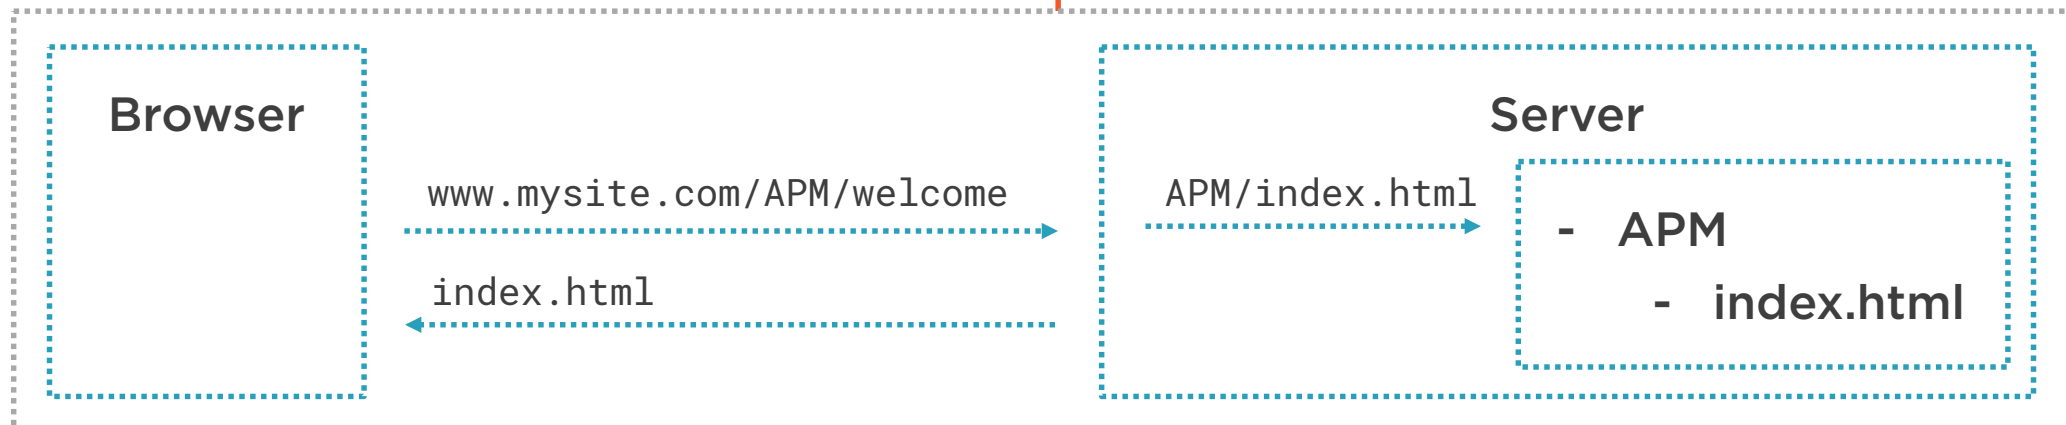 Browser
Server
www.mysite.com/APM/welcome
APM/index.html
- APM
index.html
- index.html